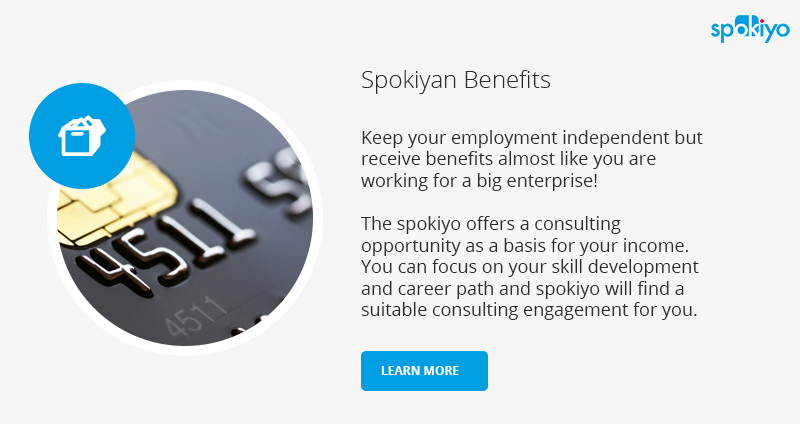 spokiyo
Spokiyan Benefits
Keep your employment independent but
receive benefits almost like you are
working for a big enterprise!
The spokiyo offers a consulting
opportunity as a basis for your income.
You can focus on your skill development
and career path and spokiyo will find a
suitable consulting engagement for you.
LEARN MORE
4511
4511